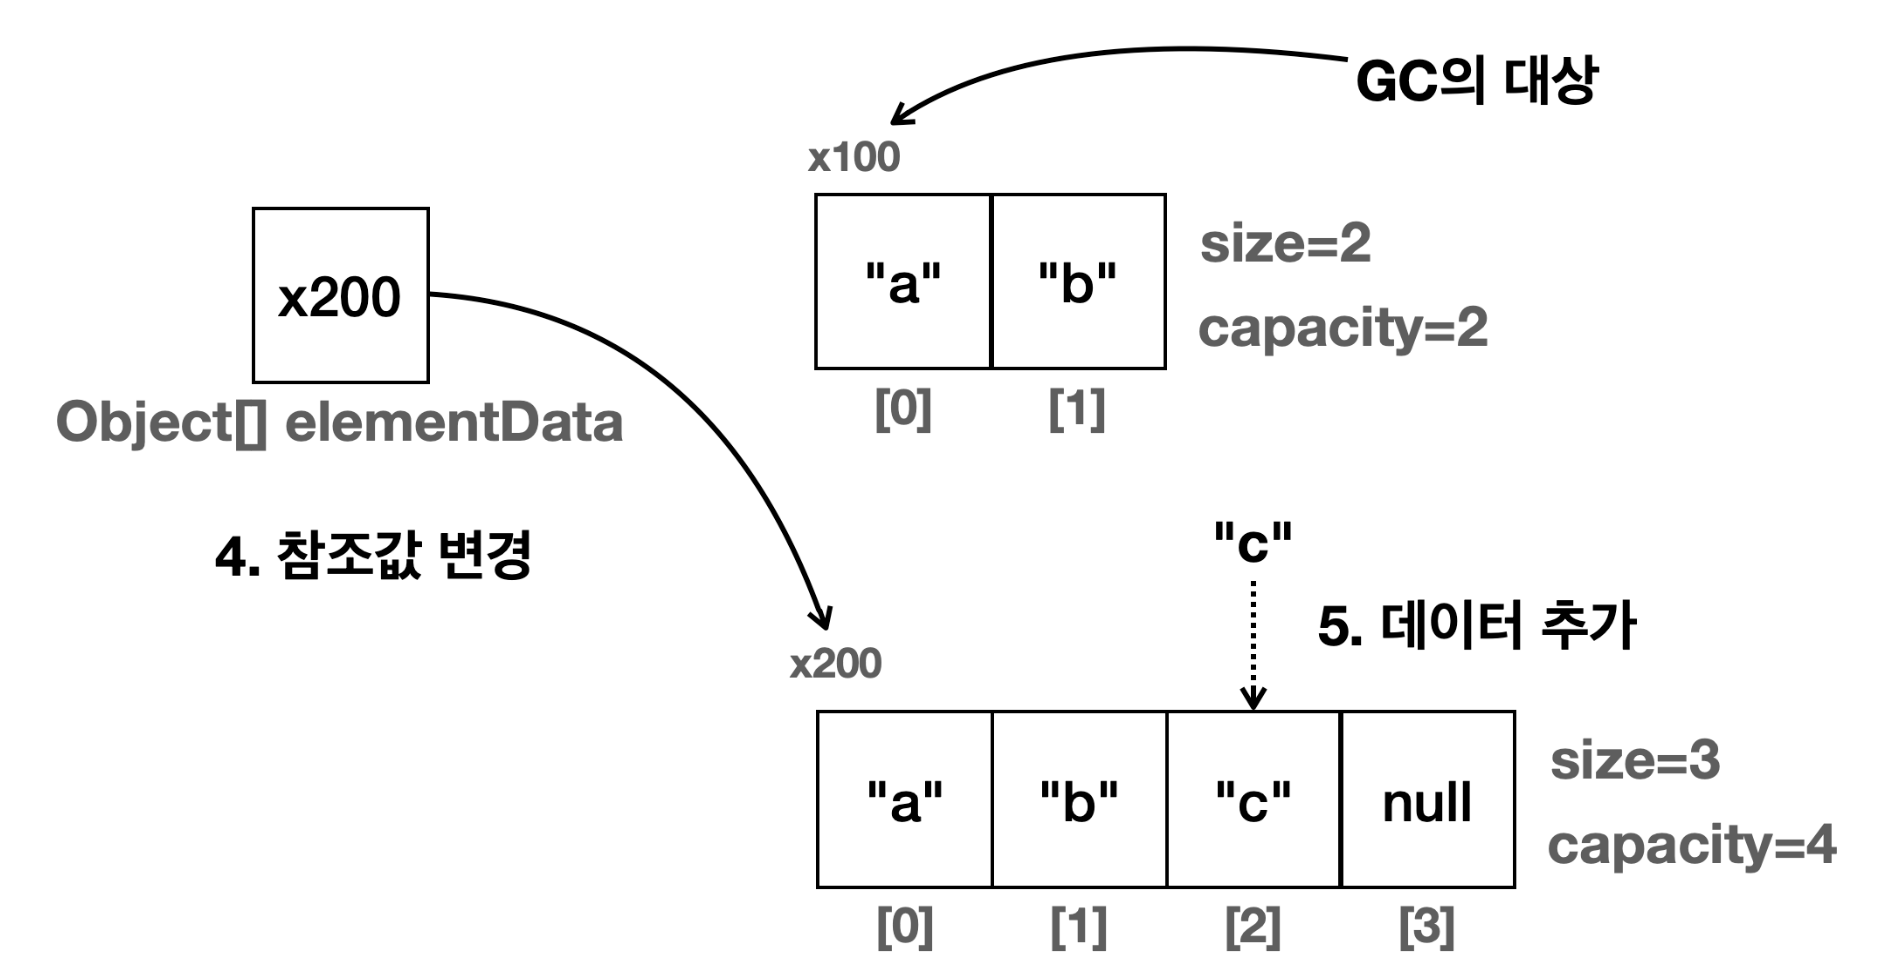 GC의 대상
x100
"a" "b"
size=2
capacity=2
[0] [1]
x200
Object[] elementData
4. 참조값 변경
"c"
5. 데이터 추가
x200
"a" "b" "c" null
size=3
capacity=4
[0] [1] [2] [3]